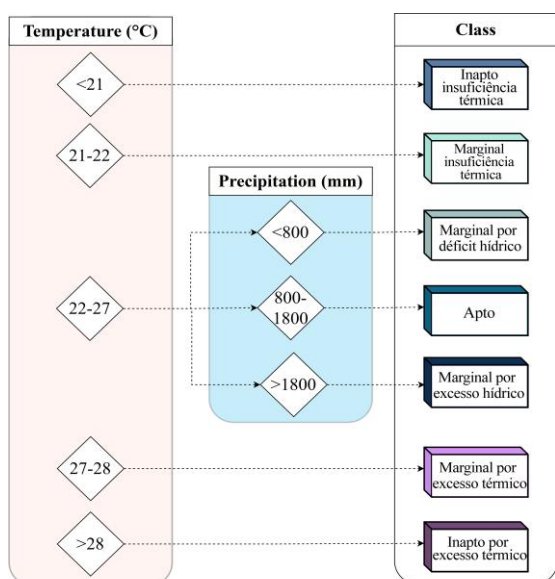 Temperature (°C)
Class
<21
Inapto
insuficiência
térmica
21-22
Marginal
insuficiência
térmica
Precipitation (mm)
<800
Marginal por
déficit hídrico
22-27
800-
1800
Apto
>1800
Marginal por
excesso hídrico
27-28
Marginal por
excesso térmico
>28
Inapto por
excesso térmico